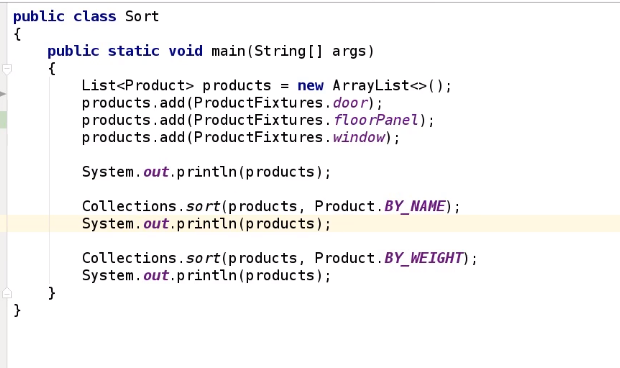 public class Sort
{
    public static void main(String[] args)
    {
        List<Product> products = new ArrayList<>();
        products.add(ProductFixtures.door);
        products.add(ProductFixtures.floorPanel);
        products.add(ProductFixtures.window);

        System.out.println(products);

        Collections.sort(products, Product.BY_NAME);
        System.out.println(products);

        Collections.sort(products, Product.BY_WEIGHT);
        System.out.println(products);
    }
}